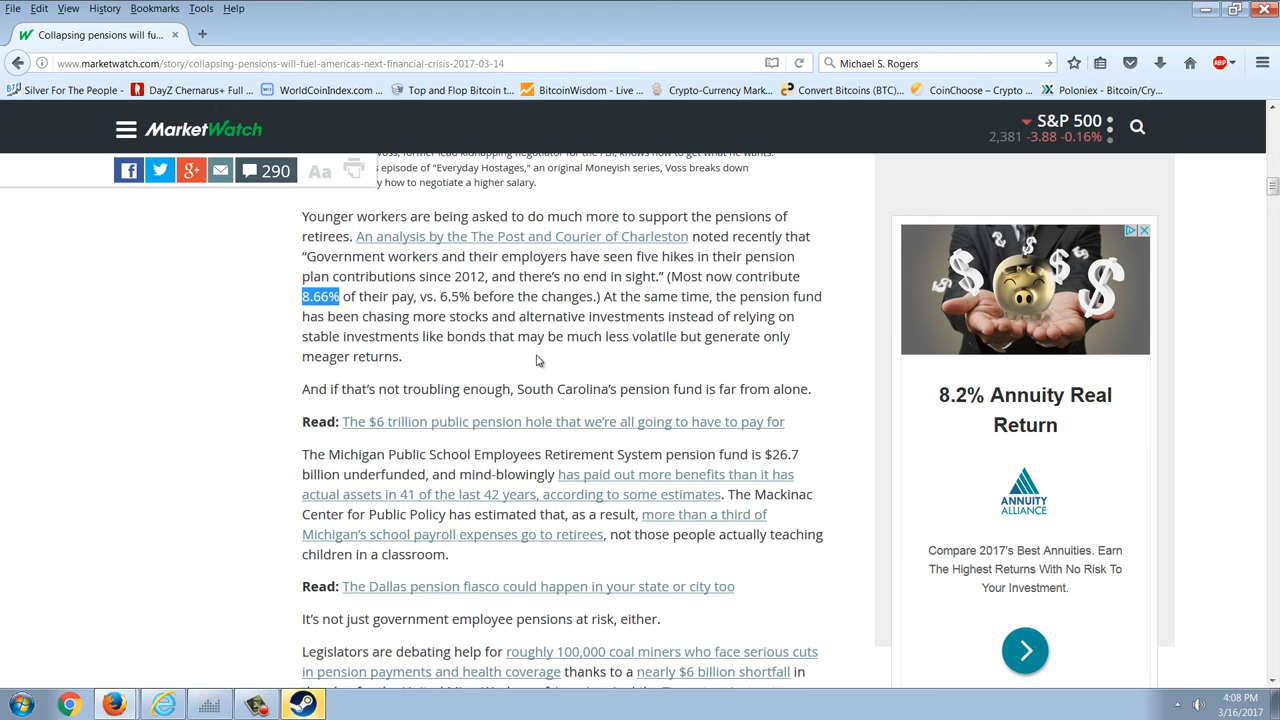 File Edit View History Bookmarks Tools Help
Collapsing pensions will fu... × +
www.marketwatch.com/story/collapsing-pensions-will-fuel-americas-next-financial-crisis-2017-03-14
Michael S. Rogers
ABP
Silver For The People - ... DayZ Chernarus+ Full ... WorldCoinIndex.com ... Top and Flop Bitcoin t... BitcoinWisdom - Live ... Crypto-Currency Mark... Convert Bitcoins (BTC)... CoinChoose – Crypto ... Poloniex - Bitcoin/Cry...
MarketWatch
S&P 500
2,381 -3.88 -0.16%
290 Aa
Voss, former lead kidnapping negotiator for the FBI, knows how to get what he wants.
s episode of "Everyday Hostages," an original Moneyish series, Voss breaks down
y how to negotiate a higher salary.
Younger workers are being asked to do much more to support the pensions of
retirees. An analysis by the The Post and Courier of Charleston noted recently that
“Government workers and their employers have seen five hikes in their pension
plan contributions since 2012, and there’s no end in sight.” (Most now contribute
8.66% of their pay, vs. 6.5% before the changes.) At the same time, the pension fund
has been chasing more stocks and alternative investments instead of relying on
stable investments like bonds that may be much less volatile but generate only
meager returns.
And if that’s not troubling enough, South Carolina’s pension fund is far from alone.
Read: The $6 trillion public pension hole that we’re all going to have to pay for
The Michigan Public School Employees Retirement System pension fund is $26.7
billion underfunded, and mind-blowingly has paid out more benefits than it has
actual assets in 41 of the last 42 years, according to some estimates. The Mackinac
Center for Public Policy has estimated that, as a result, more than a third of
Michigan’s school payroll expenses go to retirees, not those people actually teaching
children in a classroom.
Read: The Dallas pension fiasco could happen in your state or city too
It’s not just government employee pensions at risk, either.
Legislators are debating help for roughly 100,000 coal miners who face serious cuts
in pension payments and health coverage thanks to a nearly $6 billion shortfall in
8.2% Annuity Real
Return
ANNUITY
ALLIANCE
Compare 2017's Best Annuities. Earn
The Highest Returns With No Risk To
Your Investment.
4:08 PM
3/16/2017